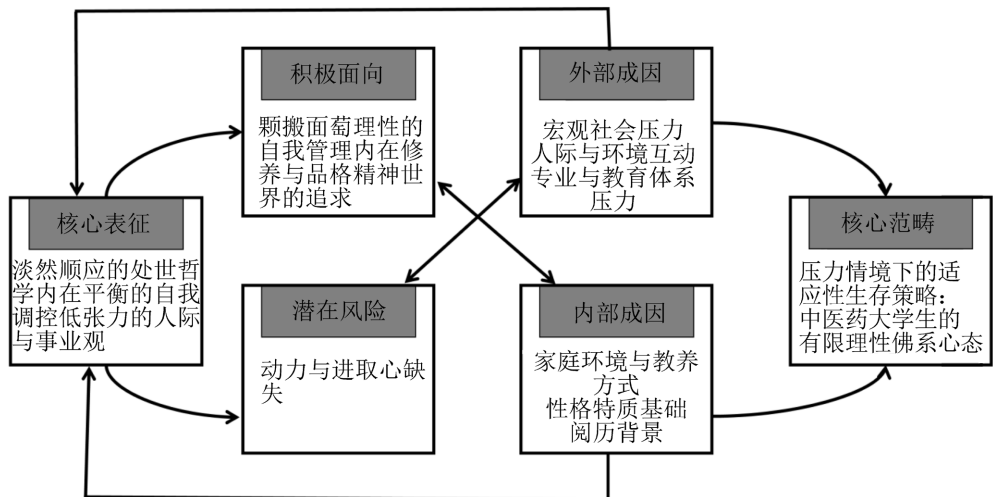 积极面向
颗搬面萄理性的
自我管理内在修
养与品格精神世
界的追求
外部成因
宏观社会压力
人际与环境互动
专业与教育体系
压力
核心表征
淡然顺应的处世哲
学内在平衡的自我
调控低张力的人际
与事业观
核心范畴
压力情境下的适
应性生存策略：
中医药大学生的
有限理性佛系心态
潜在风险
动力与进取心缺
失
内部成因
家庭环境与教养
方式
性格特质基础
阅历背景